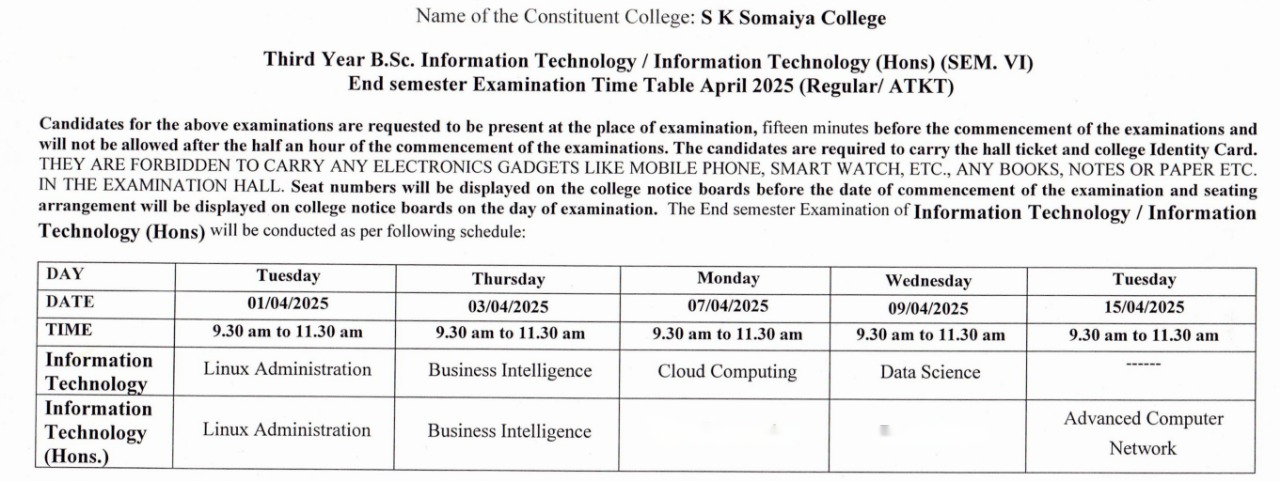 Name of the Constituent College: S K Somaiya College
Third Year B.Sc. Information Technology / Information Technology (Hons) (SEM. VI)
End semester Examination Time Table April 2025 (Regular/ ATKT)
Candidates for the above examinations are requested to be present at the place of examination, fifteen minutes before the commencement of the examinations and
will not be allowed after the half an hour of the commencement of the examinations. The candidates are required to carry the hall ticket and college Identity Card.
THEY ARE FORBIDDEN TO CARRY ANY ELECTRONICS GADGETS LIKE MOBILE PHONE, SMART WATCH, ETC., ANY BOOKS, NOTES OR PAPER ETC.
IN THE EXAMINATION HALL. Seat numbers will be displayed on the college notice boards before the date of commencement of the examination and seating
arrangement will be displayed on college notice boards on the day of examination. The End semester Examination of Information Technology / Information
Technology (Hons) will be conducted as per following schedule:
DAY Tuesday Thursday Monday Wednesday Tuesday
DATE 01/04/2025 03/04/2025 07/04/2025 09/04/2025 15/04/2025
TIME 9.30 am to 11.30 am 9.30 am to 11.30 am 9.30 am to 11.30 am 9.30 am to 11.30 am 9.30 am to 11.30 am
Information
Technology Linux Administration Business Intelligence Cloud Computing Data Science ------
Information
Technology
(Hons.) Linux Administration Business Intelligence Advanced Computer
Network